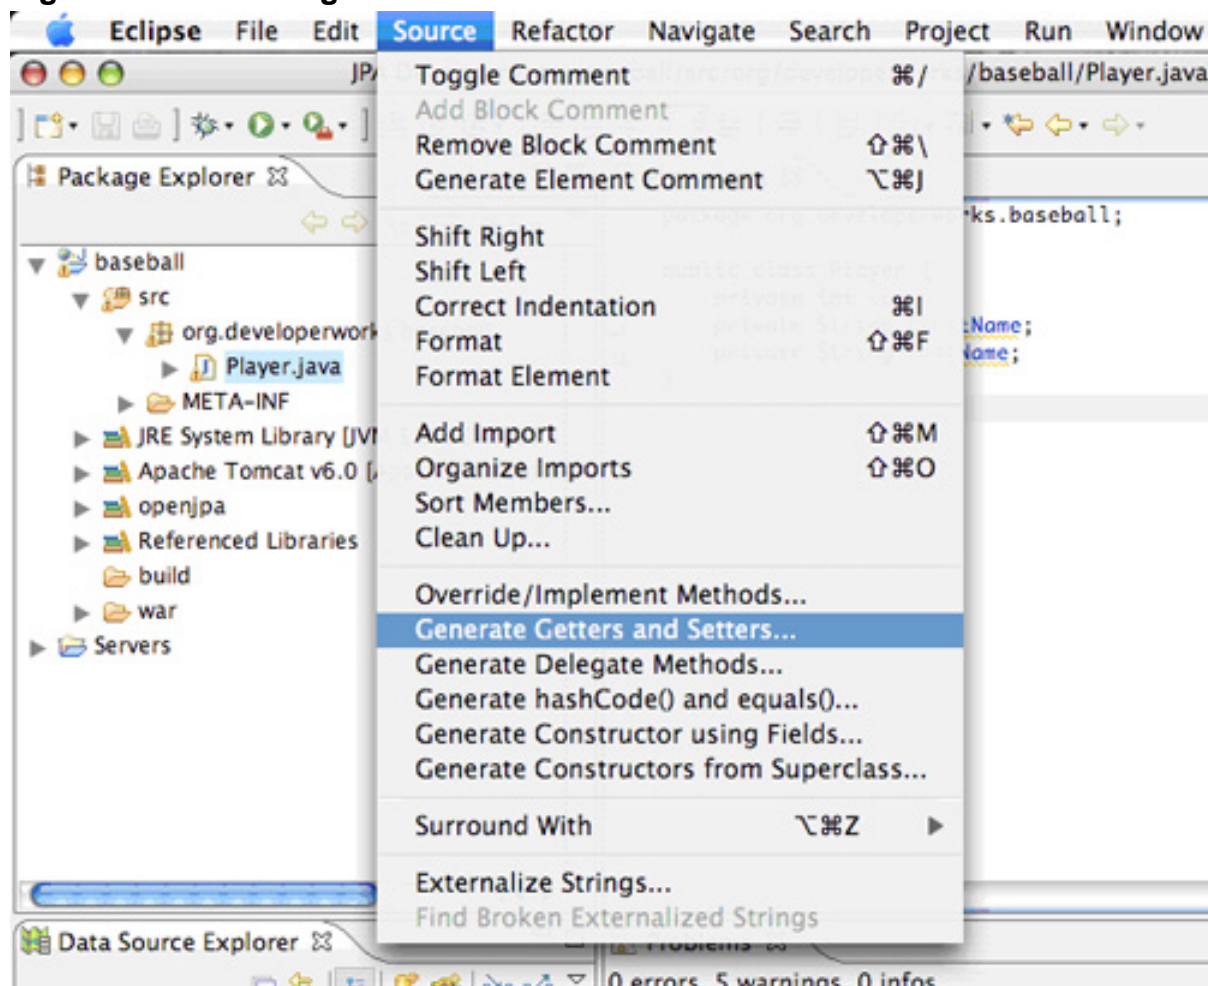 Eclipse File Edit Source Refactor Navigate Search Project Run Window
JPA
/baseball/Player.java
Toggle Comment ⌘/
Add Block Comment
Remove Block Comment ⇧⌘\
Generate Element Comment ⌥⌘J
Package Explorer
ks.baseball;
Shift Right
baseball
Shift Left
src
Correct Indentation ⌘I
org.developerwork
Name;
Format ⇧⌘F
Player.java
Name;
Format Element
META-INF
JRE System Library [JVM
Add Import ⇧⌘M
Apache Tomcat v6.0 [
Organize Imports ⇧⌘O
openjpa
Sort Members...
Referenced Libraries
Clean Up...
build
Override/Implement Methods...
war
Generate Getters and Setters...
Servers
Generate Delegate Methods...
Generate hashCode() and equals()...
Generate Constructor using Fields...
Generate Constructors from Superclass...
Surround With ⌥⌘Z
Externalize Strings...
Find Broken Externalized Strings
Data Source Explorer
Problems
0 errors, 5 warnings, 0 infos